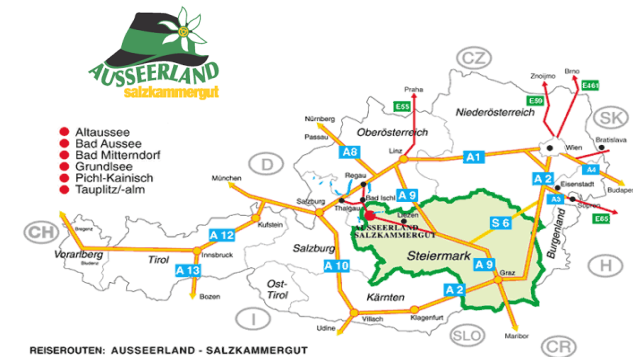 AUSSEERLAND
salzkammergut
Altaussee
Bad Aussee
Bad Mitterndorf
Grundlsee
Pichl-Kainisch
Tauplitz/-alm
CZ
Znojmo
Brno
E461
Praha
E55
E59
Niederösterreich
SK
Nürnberg
Oberösterreich
Passau
Linz
Wien
Bratislava
A8
A1
A4
D
Regau
A2
Budapest
München
A9
Eisenstadt
Salzburg
Bad Ischl
A3
Thalgau
Sopron
Liezen
S6
E65
AUSSEERLAND
SALZKAMMERGUT
Kufstein
CH
Bregenz
A12
Burgenland
Vorarlberg
Bludenz
Tirol
Innsbruck
Salzburg
Steiermark
A13
A10
A9
H
Graz
Ost-
Tirol
Bozen
Kärnten
A2
I
Villach
Klagenfurt
Udine
SLO
Maribor
CR
REISEROUTEN: AUSSEERLAND - SALZKAMMERGUT